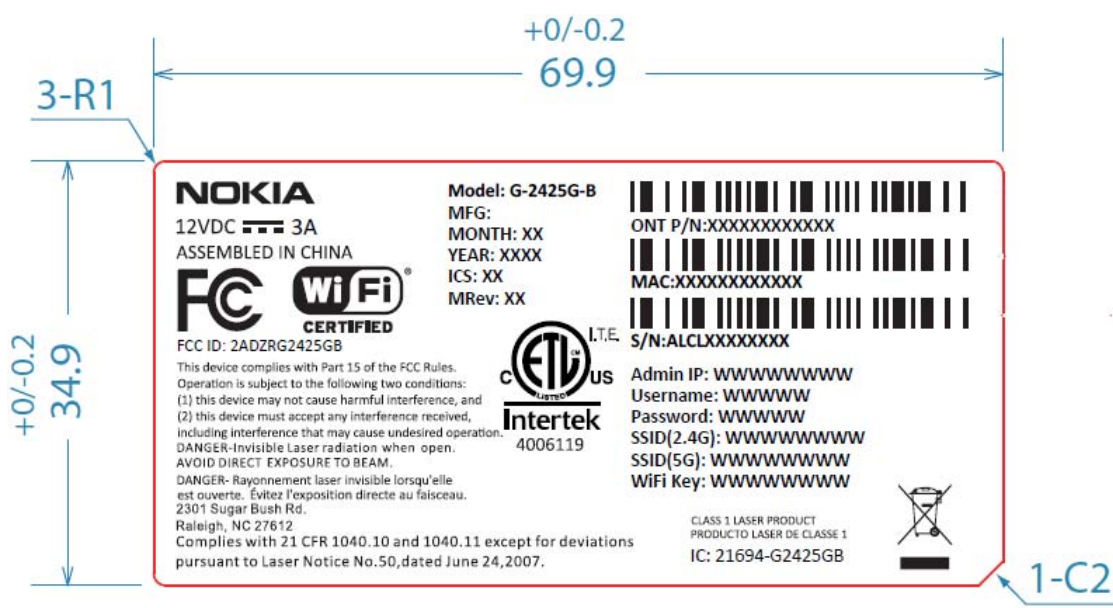 +0/-0.2
69.9
3-R1
+0/-0.2
34.9
NOKIA
12VDC 3A
ASSEMBLED IN CHINA
FC
Wi Fi ®
CERTIFIED
FCC ID: 2ADZRG2425GB
This device complies with Part 15 of the FCC Rules.
Operation is subject to the following two conditions:
(1) this device may not cause harmful interference, and
(2) this device must accept any interference received,
including interference that may cause undesired operation.
DANGER-Invisible Laser radiation when open.
AVOID DIRECT EXPOSURE TO BEAM.
DANGER- Rayonnement laser invisible lorsqu'elle
est ouverte. Évitez l'exposition directe au faisceau.
2301 Sugar Bush Rd.
Raleigh, NC 27612
Complies with 21 CFR 1040.10 and 1040.11 except for deviations
pursuant to Laser Notice No.50,dated June 24,2007.
Model: G-2425G-B
MFG:
MONTH: XX
YEAR: XXXX
ICS: XX
MRev: XX
I.T.E.
C ETL CM US
LISTED
Intertek
4006119
ONT P/N:XXXXXXXXXXXX
MAC:XXXXXXXXXXXX
S/N:ALCLXXXXXXXX
Admin IP: WWWWWWWW
Username: WWWWW
Password: WWWWW
SSID(2.4G): WWWWWWWW
SSID(5G): WWWWWWWW
WiFi Key: WWWWWWWW
CLASS 1 LASER PRODUCT
PRODUCTO LASER DE CLASSE 1
IC: 21694-G2425GB
1-C2